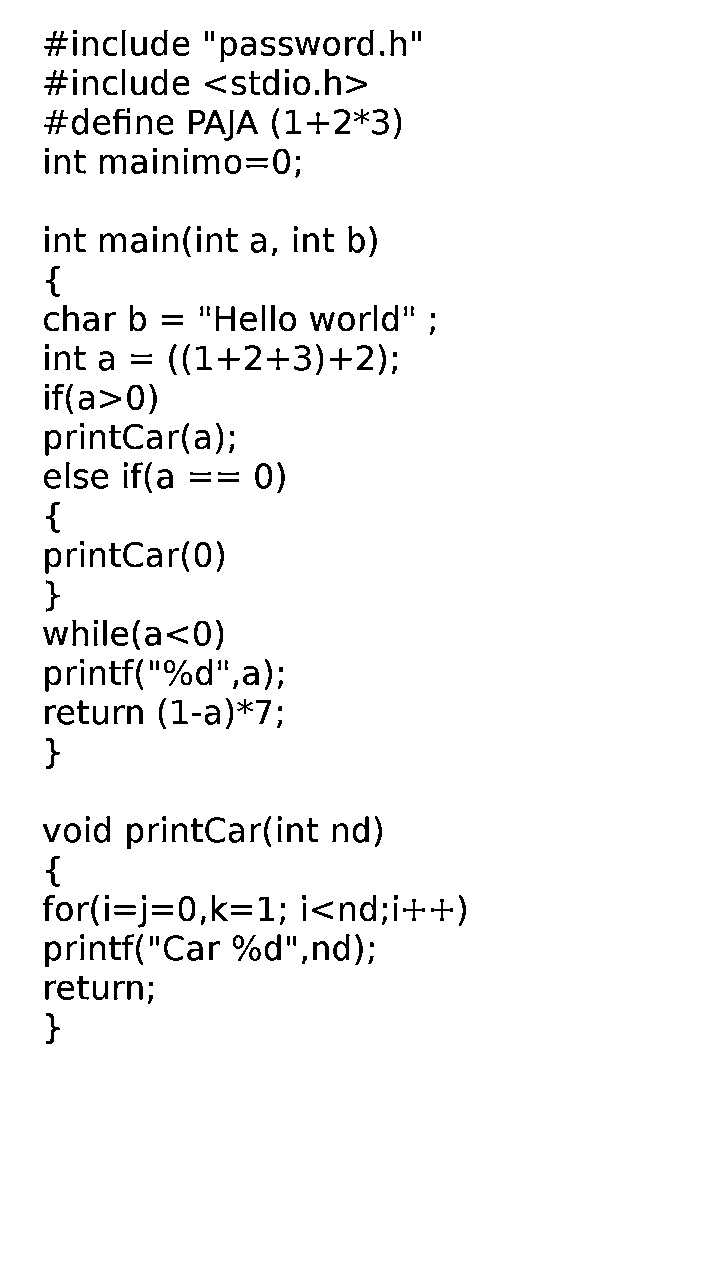 #include "password.h"
#include <stdio.h>
#define PAJA (1+2*3)
int mainimo=0;

int main(int a, int b)
{
char b = "Hello world" ;
int a = ((1+2+3)+2);
if(a>0)
printCar(a);
else if(a == 0)
{
printCar(0)
}
while(a<0)
printf("%d",a);
return (1-a)*7;
}

void printCar(int nd)
{
for(i=j=0,k=1; i<nd;i++)
printf("Car %d",nd);
return;
}